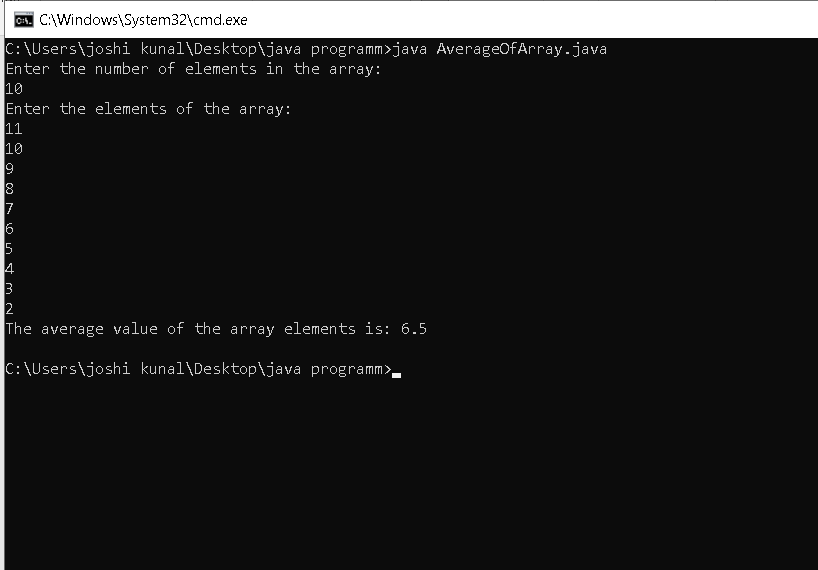 C:\Windows\System32\cmd.exe
C:\Users\joshi kunal\Desktop\java programm>java AverageOfArray.java
Enter the number of elements in the array:
10
Enter the elements of the array:
11
10
9
8
7
6
5
4
3
2
The average value of the array elements is: 6.5
C:\Users\joshi kunal\Desktop\java programm>